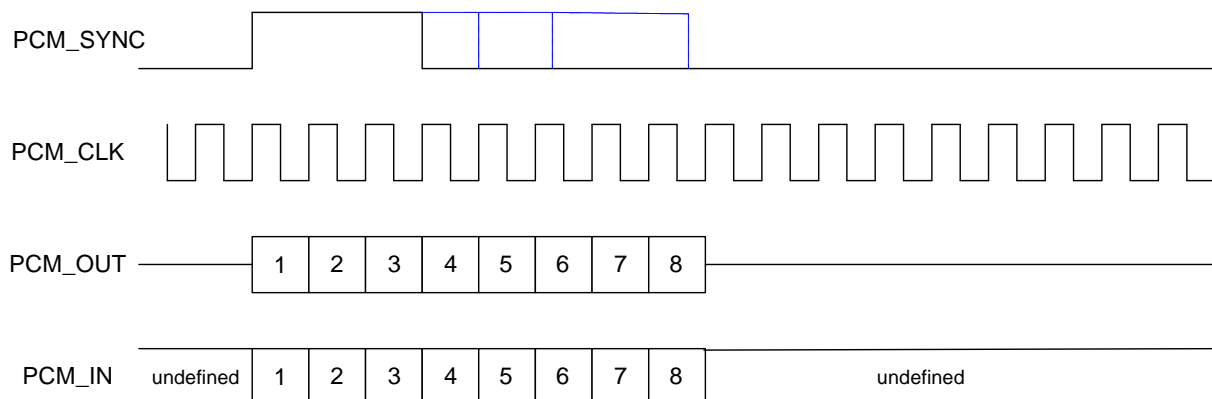 PCM_SYNC
PCM_CLK
PCM_OUT 1 2 3 4 5 6 7 8
PCM_IN undefined 1 2 3 4 5 6 7 8 undefined